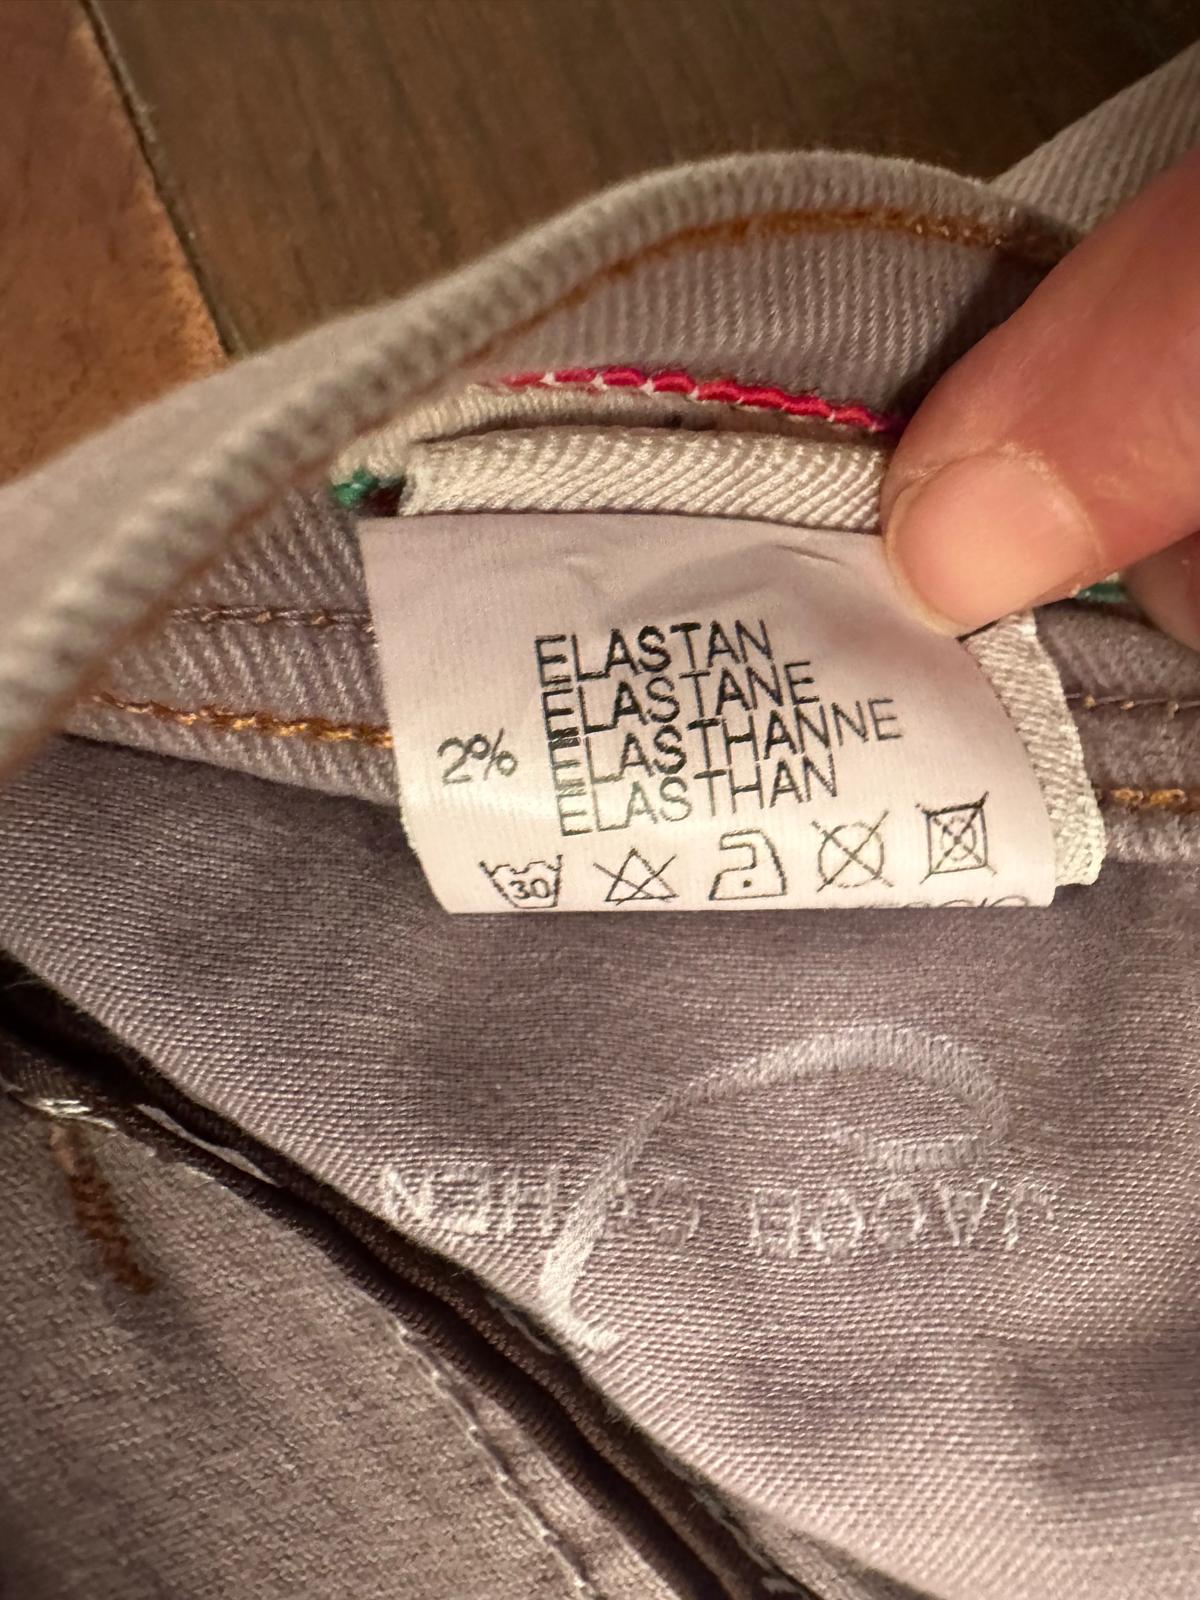 ELASTAN
ELASTANE
2% ELASTHANNE
ELASTHAN
30
JACOB COHEN